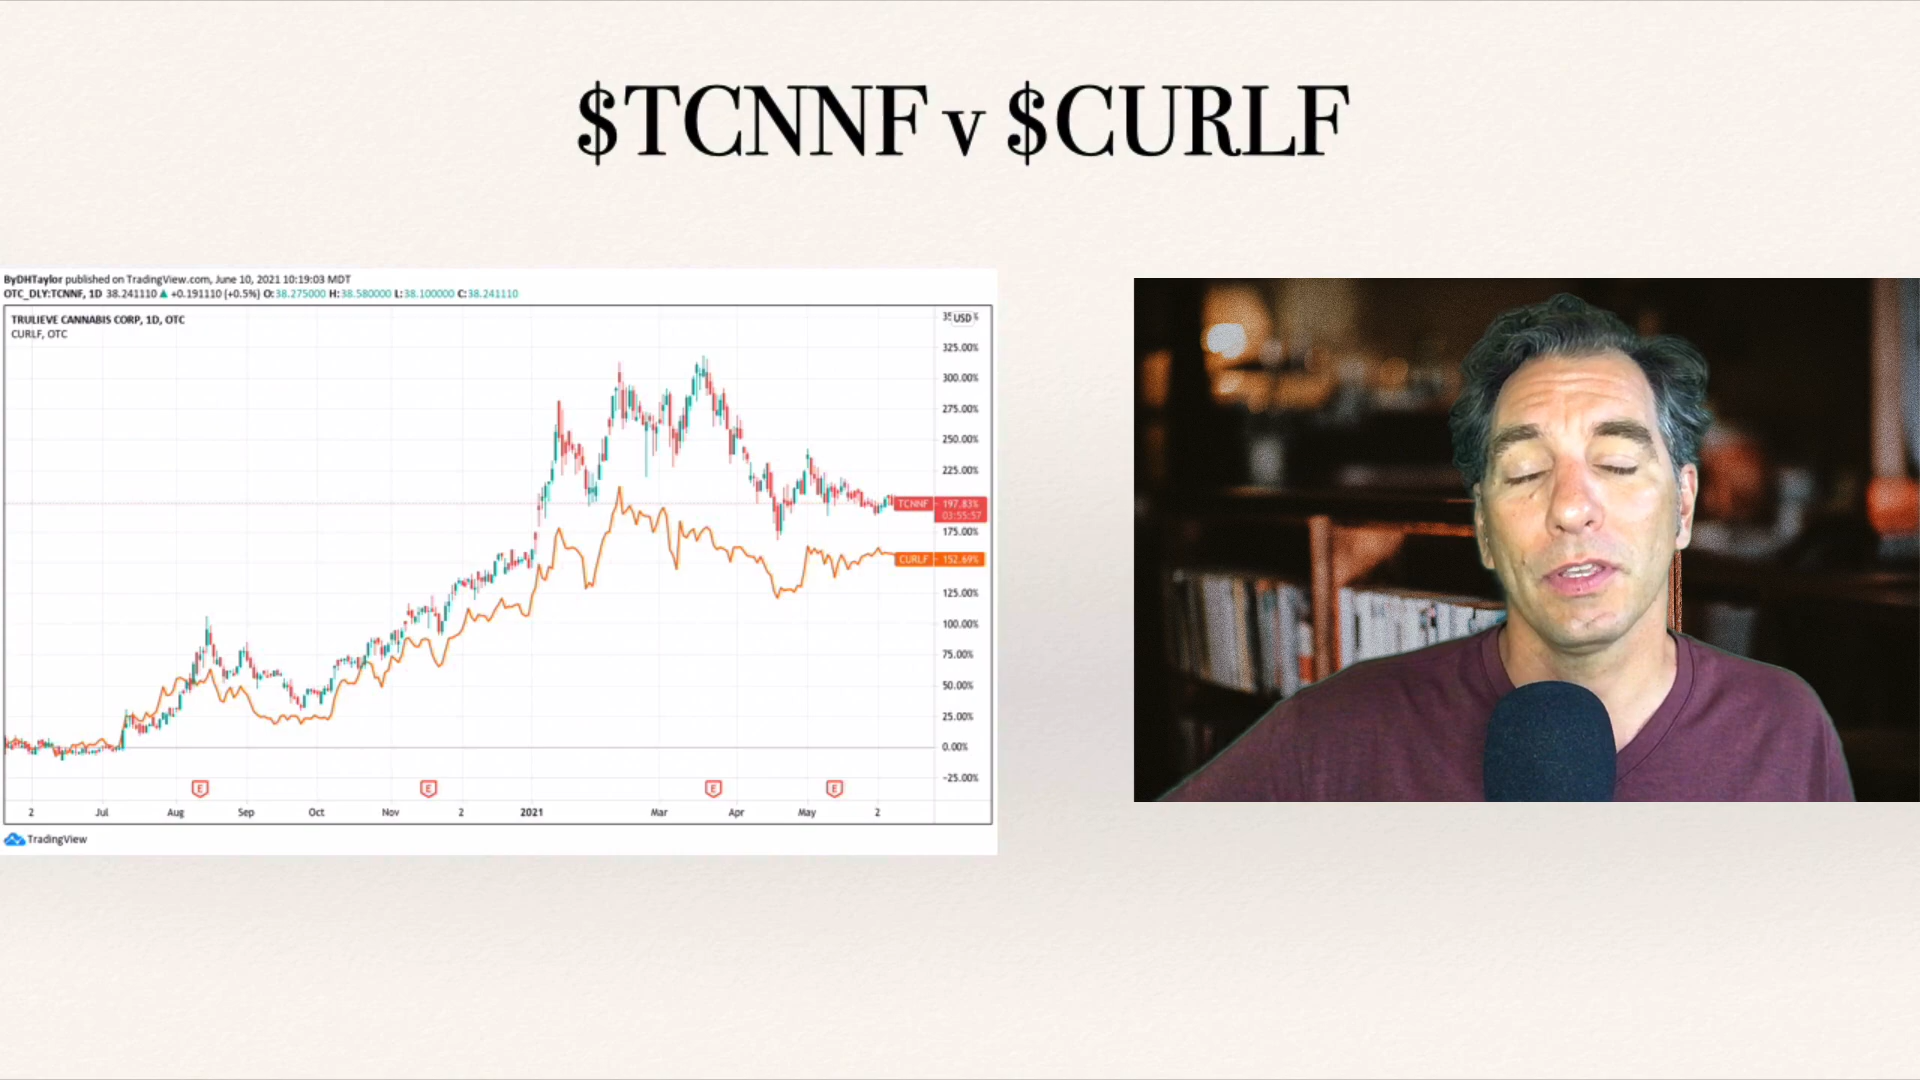 $TCNNF v $CURLF
ByDHTaylor published on TradingView.com, June 10, 2021 10:19:03 MDT
OTC_DLY:TCNNF, 1D 38.241110 ▲ +0.191110 (+0.5%) O:38.275000 H:38.580000 L:38.100000 C:38.241110
TRULIEVE CANNABIS CORP, 1D, OTC
CURLF, OTC
USD
325.00%
300.00%
275.00%
250.00%
225.00%
TCNNF 197.83%
03:55:57
175.00%
CURLF 152.69%
125.00%
100.00%
75.00%
50.00%
25.00%
0.00%
-25.00%
E E E E
2 Jul Aug Sep Oct Nov 2 2021 Mar Apr May 2
TradingView